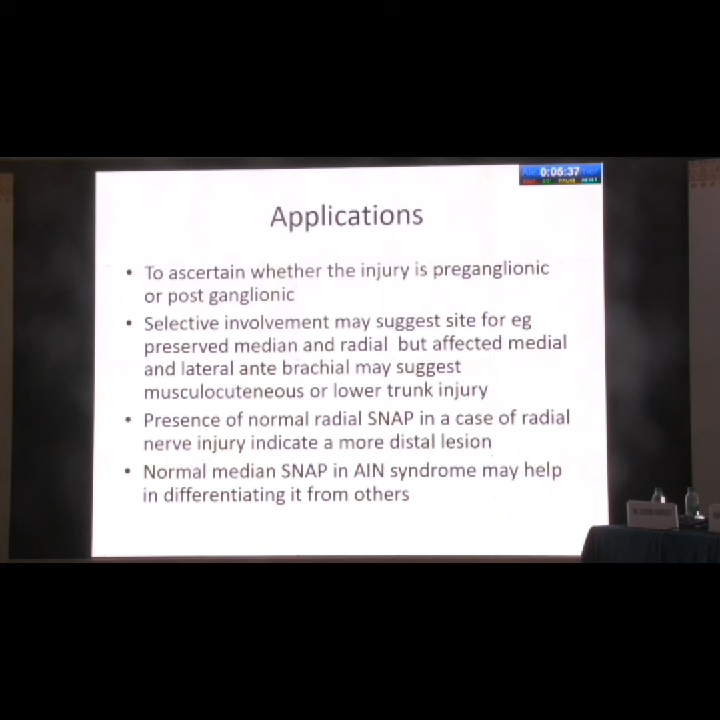 0:05:37
Applications
• To ascertain whether the injury is preganglionic
or post ganglionic
• Selective involvement may suggest site for eg
preserved median and radial but affected medial
and lateral ante brachial may suggest
musculocuteneous or lower trunk injury
• Presence of normal radial SNAP in a case of radial
nerve injury indicate a more distal lesion
• Normal median SNAP in AIN syndrome may help
in differentiating it from others